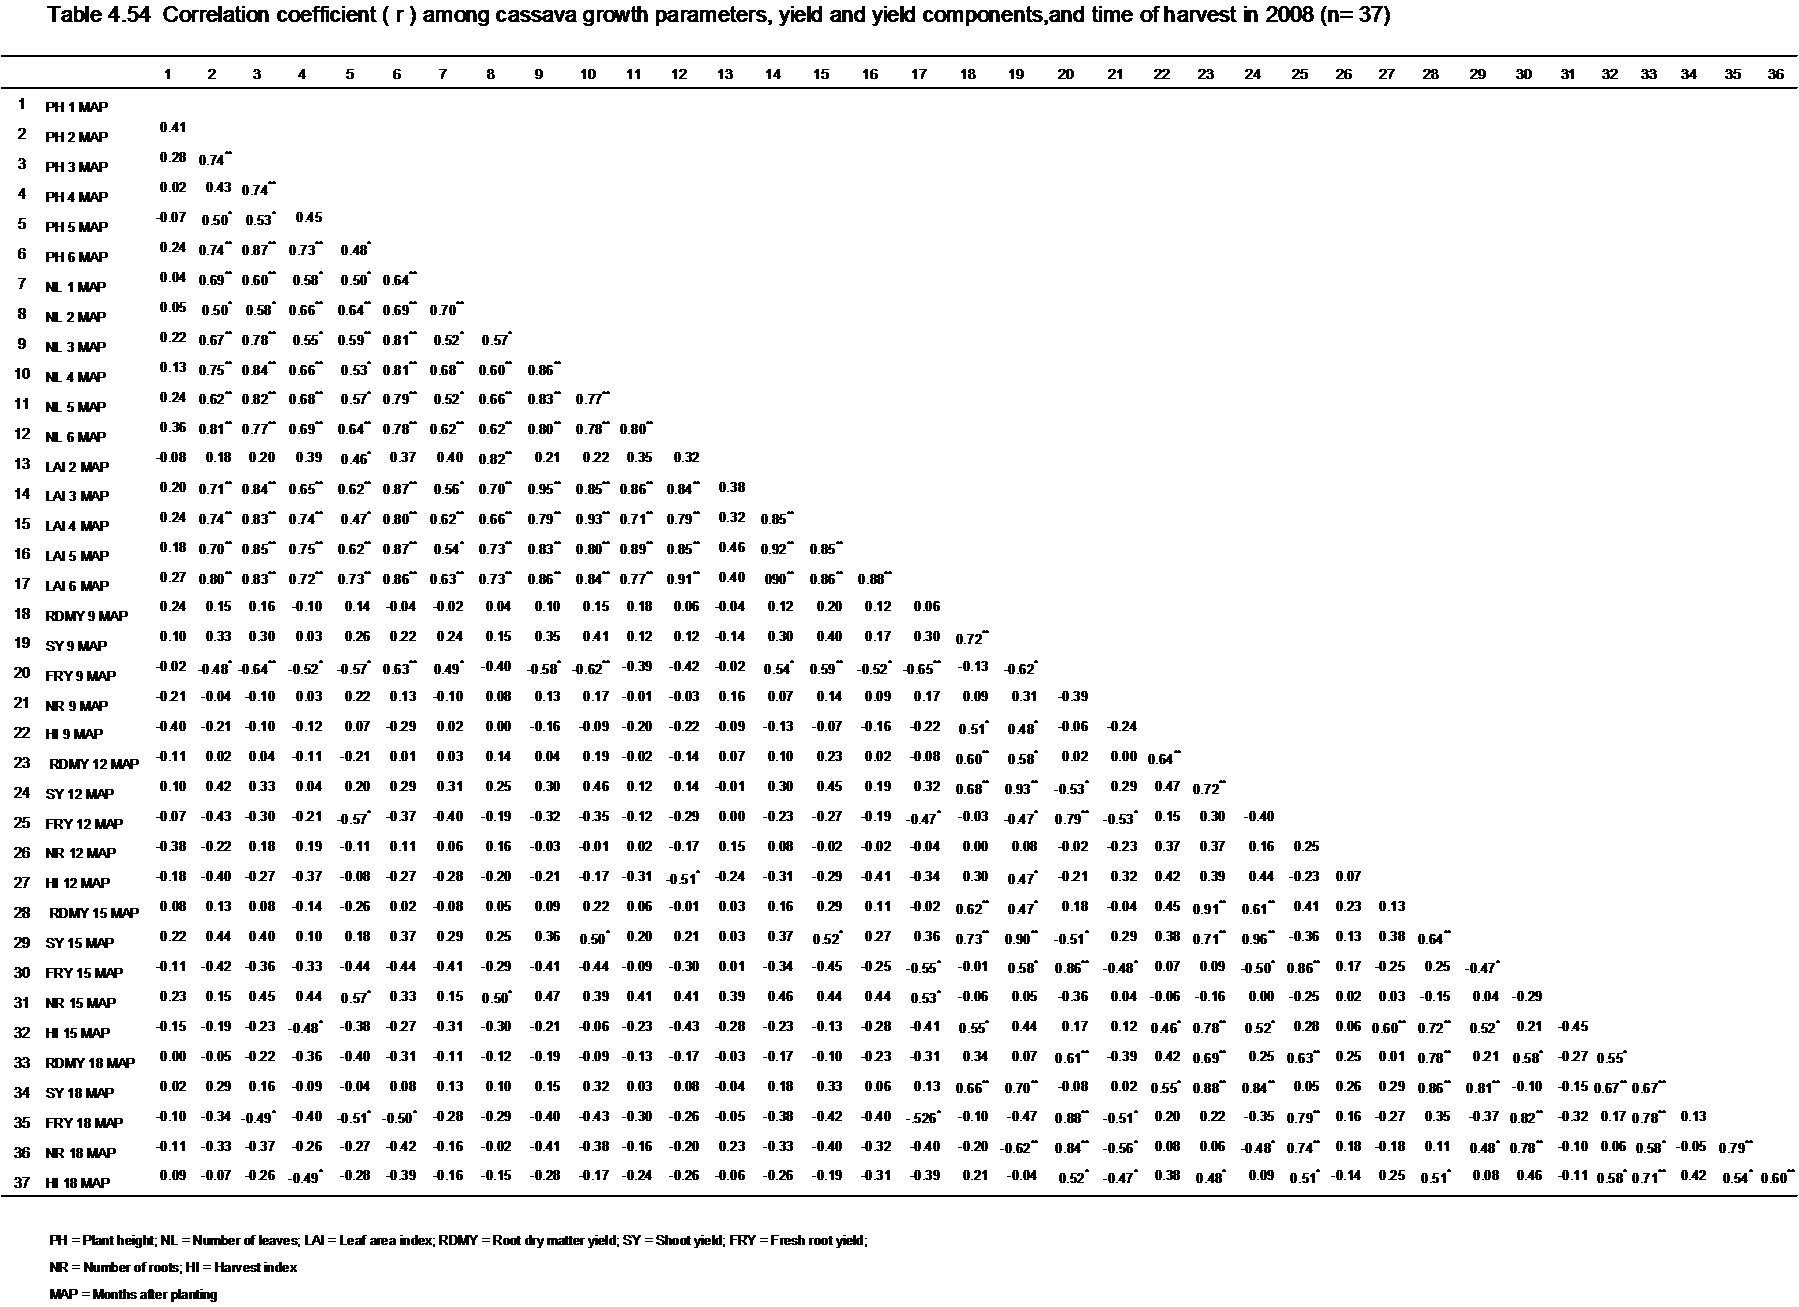 Table 4.54 Correlation coefficient ( r ) among cassava growth parameters, yield and yield components,and time of harvest in 2008 (n= 37)
1 2 3 4 5 6 7 8 9 10 11 12 13 14 15 16 17 18 19 20 21 22 23 24 25 26 27 28 29 30 31 32 33 34 35 36
1 PH 1 MAP
2 PH 2 MAP 0.41
3 PH 3 MAP 0.28 0.74**
4 PH 4 MAP 0.02 0.43 0.74**
5 PH 5 MAP -0.07 0.50* 0.53* 0.45
6 PH 6 MAP 0.24 0.74** 0.87** 0.73** 0.48*
7 NL 1 MAP 0.04 0.69** 0.60** 0.58* 0.50* 0.64**
8 NL 2 MAP 0.05 0.50* 0.58* 0.66** 0.64** 0.69** 0.70**
9 NL 3 MAP 0.22 0.67** 0.78** 0.55* 0.59** 0.81** 0.52* 0.57*
10 NL 4 MAP 0.13 0.75** 0.84** 0.66** 0.53* 0.81** 0.68** 0.60** 0.86**
11 NL 5 MAP 0.24 0.62** 0.82** 0.68** 0.57* 0.79** 0.52* 0.66** 0.83** 0.77**
12 NL 6 MAP 0.36 0.81** 0.77** 0.69** 0.64** 0.78** 0.62** 0.62** 0.80** 0.78** 0.80**
13 LAI 2 MAP -0.08 0.18 0.20 0.39 0.46* 0.37 0.40 0.82** 0.21 0.22 0.35 0.32
14 LAI 3 MAP 0.20 0.71** 0.84** 0.65** 0.62** 0.87** 0.56* 0.70** 0.95** 0.85** 0.86** 0.84** 0.38
15 LAI 4 MAP 0.24 0.74** 0.83** 0.74** 0.47* 0.80** 0.62** 0.66** 0.79** 0.93** 0.71** 0.79** 0.32 0.85**
16 LAI 5 MAP 0.18 0.70** 0.85** 0.75** 0.62** 0.87** 0.54* 0.73** 0.83** 0.80** 0.89** 0.85** 0.46 0.92** 0.85**
17 LAI 6 MAP 0.27 0.80** 0.83** 0.72** 0.73** 0.86** 0.63** 0.73** 0.86** 0.84** 0.77** 0.91** 0.40 090** 0.86** 0.88**
18 RDMY 9 MAP 0.24 0.15 0.16 -0.10 0.14 -0.04 -0.02 0.04 0.10 0.15 0.18 0.06 -0.04 0.12 0.20 0.12 0.06
19 SY 9 MAP 0.10 0.33 0.30 0.03 0.26 0.22 0.24 0.15 0.35 0.41 0.12 0.12 -0.14 0.30 0.40 0.17 0.30 0.72**
20 FRY 9 MAP -0.02 -0.48* -0.64** -0.52* -0.57* 0.63** 0.49* -0.40 -0.58* -0.62** -0.39 -0.42 -0.02 0.54* 0.59** -0.52* -0.65** -0.13 -0.62*
21 NR 9 MAP -0.21 -0.04 -0.10 0.03 0.22 0.13 -0.10 0.08 0.13 0.17 -0.01 -0.03 0.16 0.07 0.14 0.09 0.17 0.09 0.31 -0.39
22 HI 9 MAP -0.40 -0.21 -0.10 -0.12 0.07 -0.29 0.02 0.00 -0.16 -0.09 -0.20 -0.22 -0.09 -0.13 -0.07 -0.16 -0.22 0.51* 0.48* -0.06 -0.24
23 RDMY 12 MAP -0.11 0.02 0.04 -0.11 -0.21 0.01 0.03 0.14 0.04 0.19 -0.02 -0.14 0.07 0.10 0.23 0.02 -0.08 0.60** 0.58* 0.02 0.00 0.64**
24 SY 12 MAP 0.10 0.42 0.33 0.04 0.20 0.29 0.31 0.25 0.30 0.46 0.12 0.14 -0.01 0.30 0.45 0.19 0.32 0.68** 0.93** -0.53* 0.29 0.47 0.72**
25 FRY 12 MAP -0.07 -0.43 -0.30 -0.21 -0.57* -0.37 -0.40 -0.19 -0.32 -0.35 -0.12 -0.29 0.00 -0.23 -0.27 -0.19 -0.47* -0.03 -0.47* 0.79** -0.53* 0.15 0.30 -0.40
26 NR 12 MAP -0.38 -0.22 0.18 0.19 -0.11 0.11 0.06 0.16 -0.03 -0.01 0.02 -0.17 0.15 0.08 -0.02 -0.02 -0.04 0.00 0.08 -0.02 -0.23 0.37 0.37 0.16 0.25
27 HI 12 MAP -0.18 -0.40 -0.27 -0.37 -0.08 -0.27 -0.28 -0.20 -0.21 -0.17 -0.31 -0.51* -0.24 -0.31 -0.29 -0.41 -0.34 0.30 0.47* -0.21 0.32 0.42 0.39 0.44 -0.23 0.07
28 RDMY 15 MAP 0.08 0.13 0.08 -0.14 -0.26 0.02 -0.08 0.05 0.09 0.22 0.06 -0.01 0.03 0.16 0.29 0.11 -0.02 0.62** 0.47* 0.18 -0.04 0.45 0.91** 0.61** 0.41 0.23 0.13
29 SY 15 MAP 0.22 0.44 0.40 0.10 0.18 0.37 0.29 0.25 0.36 0.50* 0.20 0.21 0.03 0.37 0.52* 0.27 0.36 0.73** 0.90** -0.51* 0.29 0.38 0.71** 0.96** -0.36 0.13 0.38 0.64**
30 FRY 15 MAP -0.11 -0.42 -0.36 -0.33 -0.44 -0.44 -0.41 -0.29 -0.41 -0.44 -0.09 -0.30 0.01 -0.34 -0.45 -0.25 -0.55* -0.01 0.58* 0.86** -0.48* 0.07 0.09 -0.50* 0.86** 0.17 -0.25 0.25 -0.47*
31 NR 15 MAP 0.23 0.15 0.45 0.44 0.57* 0.33 0.15 0.50* 0.47 0.39 0.41 0.41 0.39 0.46 0.44 0.44 0.53* -0.06 0.05 -0.36 0.04 -0.06 -0.16 0.00 -0.25 0.02 0.03 -0.15 0.04 -0.29
32 HI 15 MAP -0.15 -0.19 -0.23 -0.48* -0.38 -0.27 -0.31 -0.30 -0.21 -0.06 -0.23 -0.43 -0.28 -0.23 -0.13 -0.28 -0.41 0.55* 0.44 0.17 0.12 0.46* 0.78** 0.52* 0.28 0.06 0.60** 0.72** 0.52* 0.21 -0.45
33 RDMY 18 MAP 0.00 -0.05 -0.22 -0.36 -0.40 -0.31 -0.11 -0.12 -0.19 -0.09 -0.13 -0.17 -0.03 -0.17 -0.10 -0.23 -0.31 0.34 0.07 0.61** -0.39 0.42 0.69** 0.25 0.63** 0.25 0.01 0.78** 0.21 0.58* -0.27 0.55*
34 SY 18 MAP 0.02 0.29 0.16 -0.09 -0.04 0.08 0.13 0.10 0.15 0.32 0.03 0.08 -0.04 0.18 0.33 0.06 0.13 0.66** 0.70** -0.08 0.02 0.55* 0.88** 0.84** 0.05 0.26 0.29 0.86** 0.81** -0.10 -0.15 0.67** 0.67**
35 FRY 18 MAP -0.10 -0.34 -0.49* -0.40 -0.51* -0.50* -0.28 -0.29 -0.40 -0.43 -0.30 -0.26 -0.05 -0.38 -0.42 -0.40 -.526* -0.10 -0.47 0.88** -0.51* 0.20 0.22 -0.35 0.79** 0.16 -0.27 0.35 -0.37 0.82** -0.32 0.17 0.78** 0.13
36 NR 18 MAP -0.11 -0.33 -0.37 -0.26 -0.27 -0.42 -0.16 -0.02 -0.41 -0.38 -0.16 -0.20 0.23 -0.33 -0.40 -0.32 -0.40 -0.20 -0.62** 0.84** -0.56* 0.08 0.06 -0.48* 0.74** 0.18 -0.18 0.11 0.48* 0.78** -0.10 0.06 0.58* -0.05 0.79**
37 HI 18 MAP 0.09 -0.07 -0.26 -0.49* -0.28 -0.39 -0.16 -0.15 -0.28 -0.17 -0.24 -0.26 -0.06 -0.26 -0.19 -0.31 -0.39 0.21 -0.04 0.52* -0.47* 0.38 0.48* 0.09 0.51* -0.14 0.25 0.51* 0.08 0.46 -0.11 0.58* 0.71** 0.42 0.54* 0.60**
PH = Plant height; NL = Number of leaves; LAI = Leaf area index; RDMY = Root dry matter yield; SY = Shoot yield; FRY = Fresh root yield;
NR = Number of roots; HI = Harvest index
MAP = Months after planting